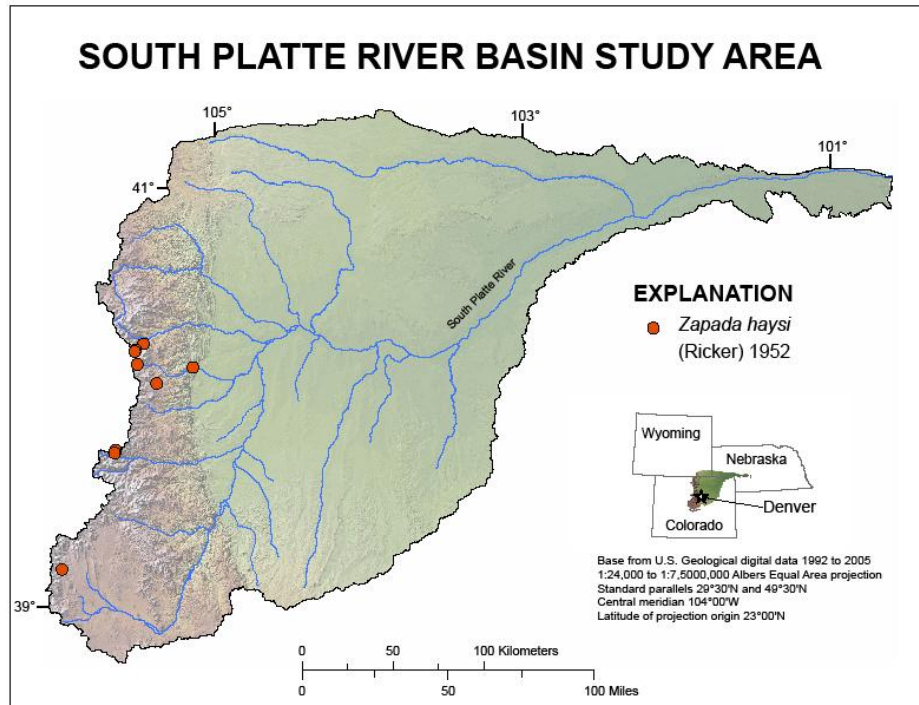 SOUTH PLATTE RIVER BASIN STUDY AREA
105°
103°
101°
41°
South Platte River
EXPLANATION
Zapada haysi
(Ricker) 1952
Wyoming
Nebraska
Denver
Colorado
Base from U.S. Geological digital data 1992 to 2005
1:24,000 to 1:7,5000,000 Albers Equal Area projection
Standard parallels 29°30'N and 49°30'N
Central meridian 104°00'W
Latitude of projection origin 23°00'N
39°
0 50 100 Kilometers
0 50 100 Miles